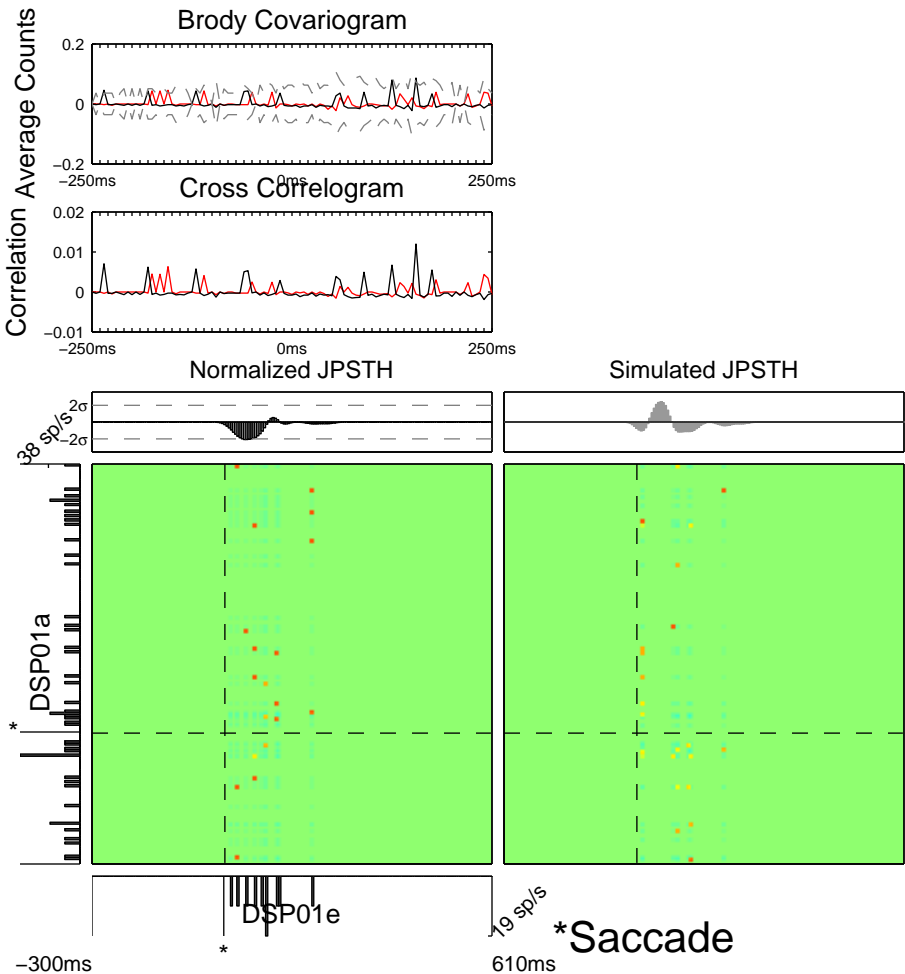 Brody Covariogram
Average Counts
0.2
0
−0.2
−250ms
0ms
250ms
Cross Correlogram
Correlation
0.02
0.01
0
−0.01
−250ms
0ms
250ms
Normalized JPSTH
Simulated JPSTH
2σ
−2σ
38 sp/s
DSP01a
*
DSP01e
*
19 sp/s
*Saccade
−300ms
610ms